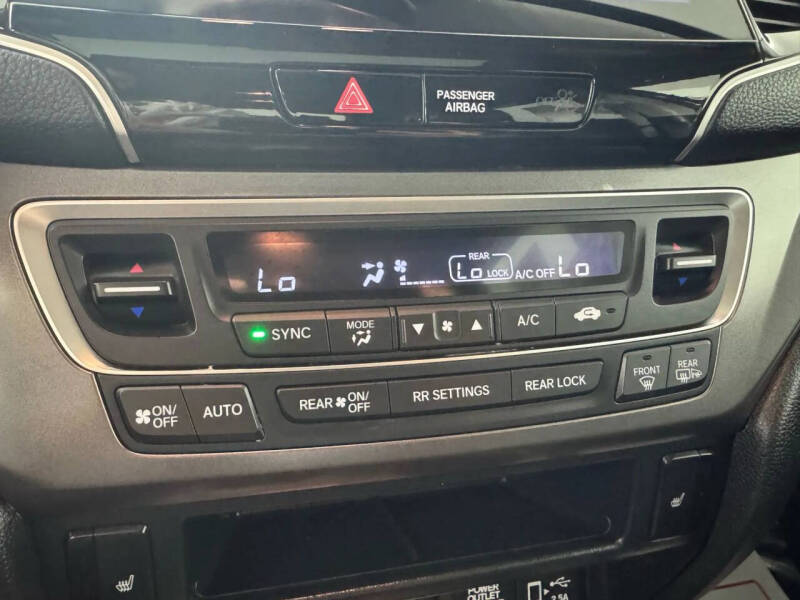 PASSENGER
AIRBAG
Lo
REAR
Lo LOCK
A/C OFF
Lo
SYNC
MODE
A/C
ON/
OFF
AUTO
REAR ON/
OFF
RR SETTINGS
REAR LOCK
FRONT
REAR
POWER
OUTLET
2.5A